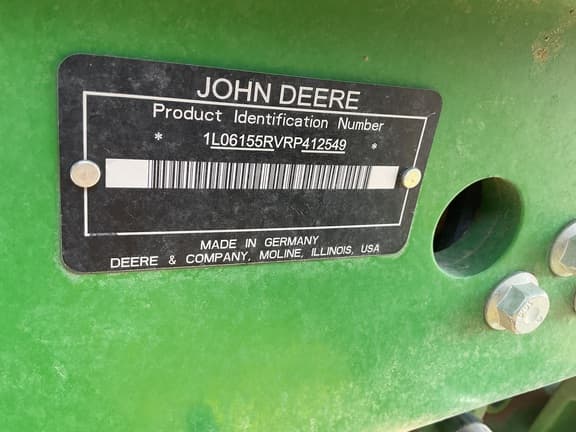 JOHN DEERE
Product Identification Number
* 1L06155RVRP412549 *
MADE IN GERMANY
DEERE & COMPANY, MOLINE, ILLINOIS, USA